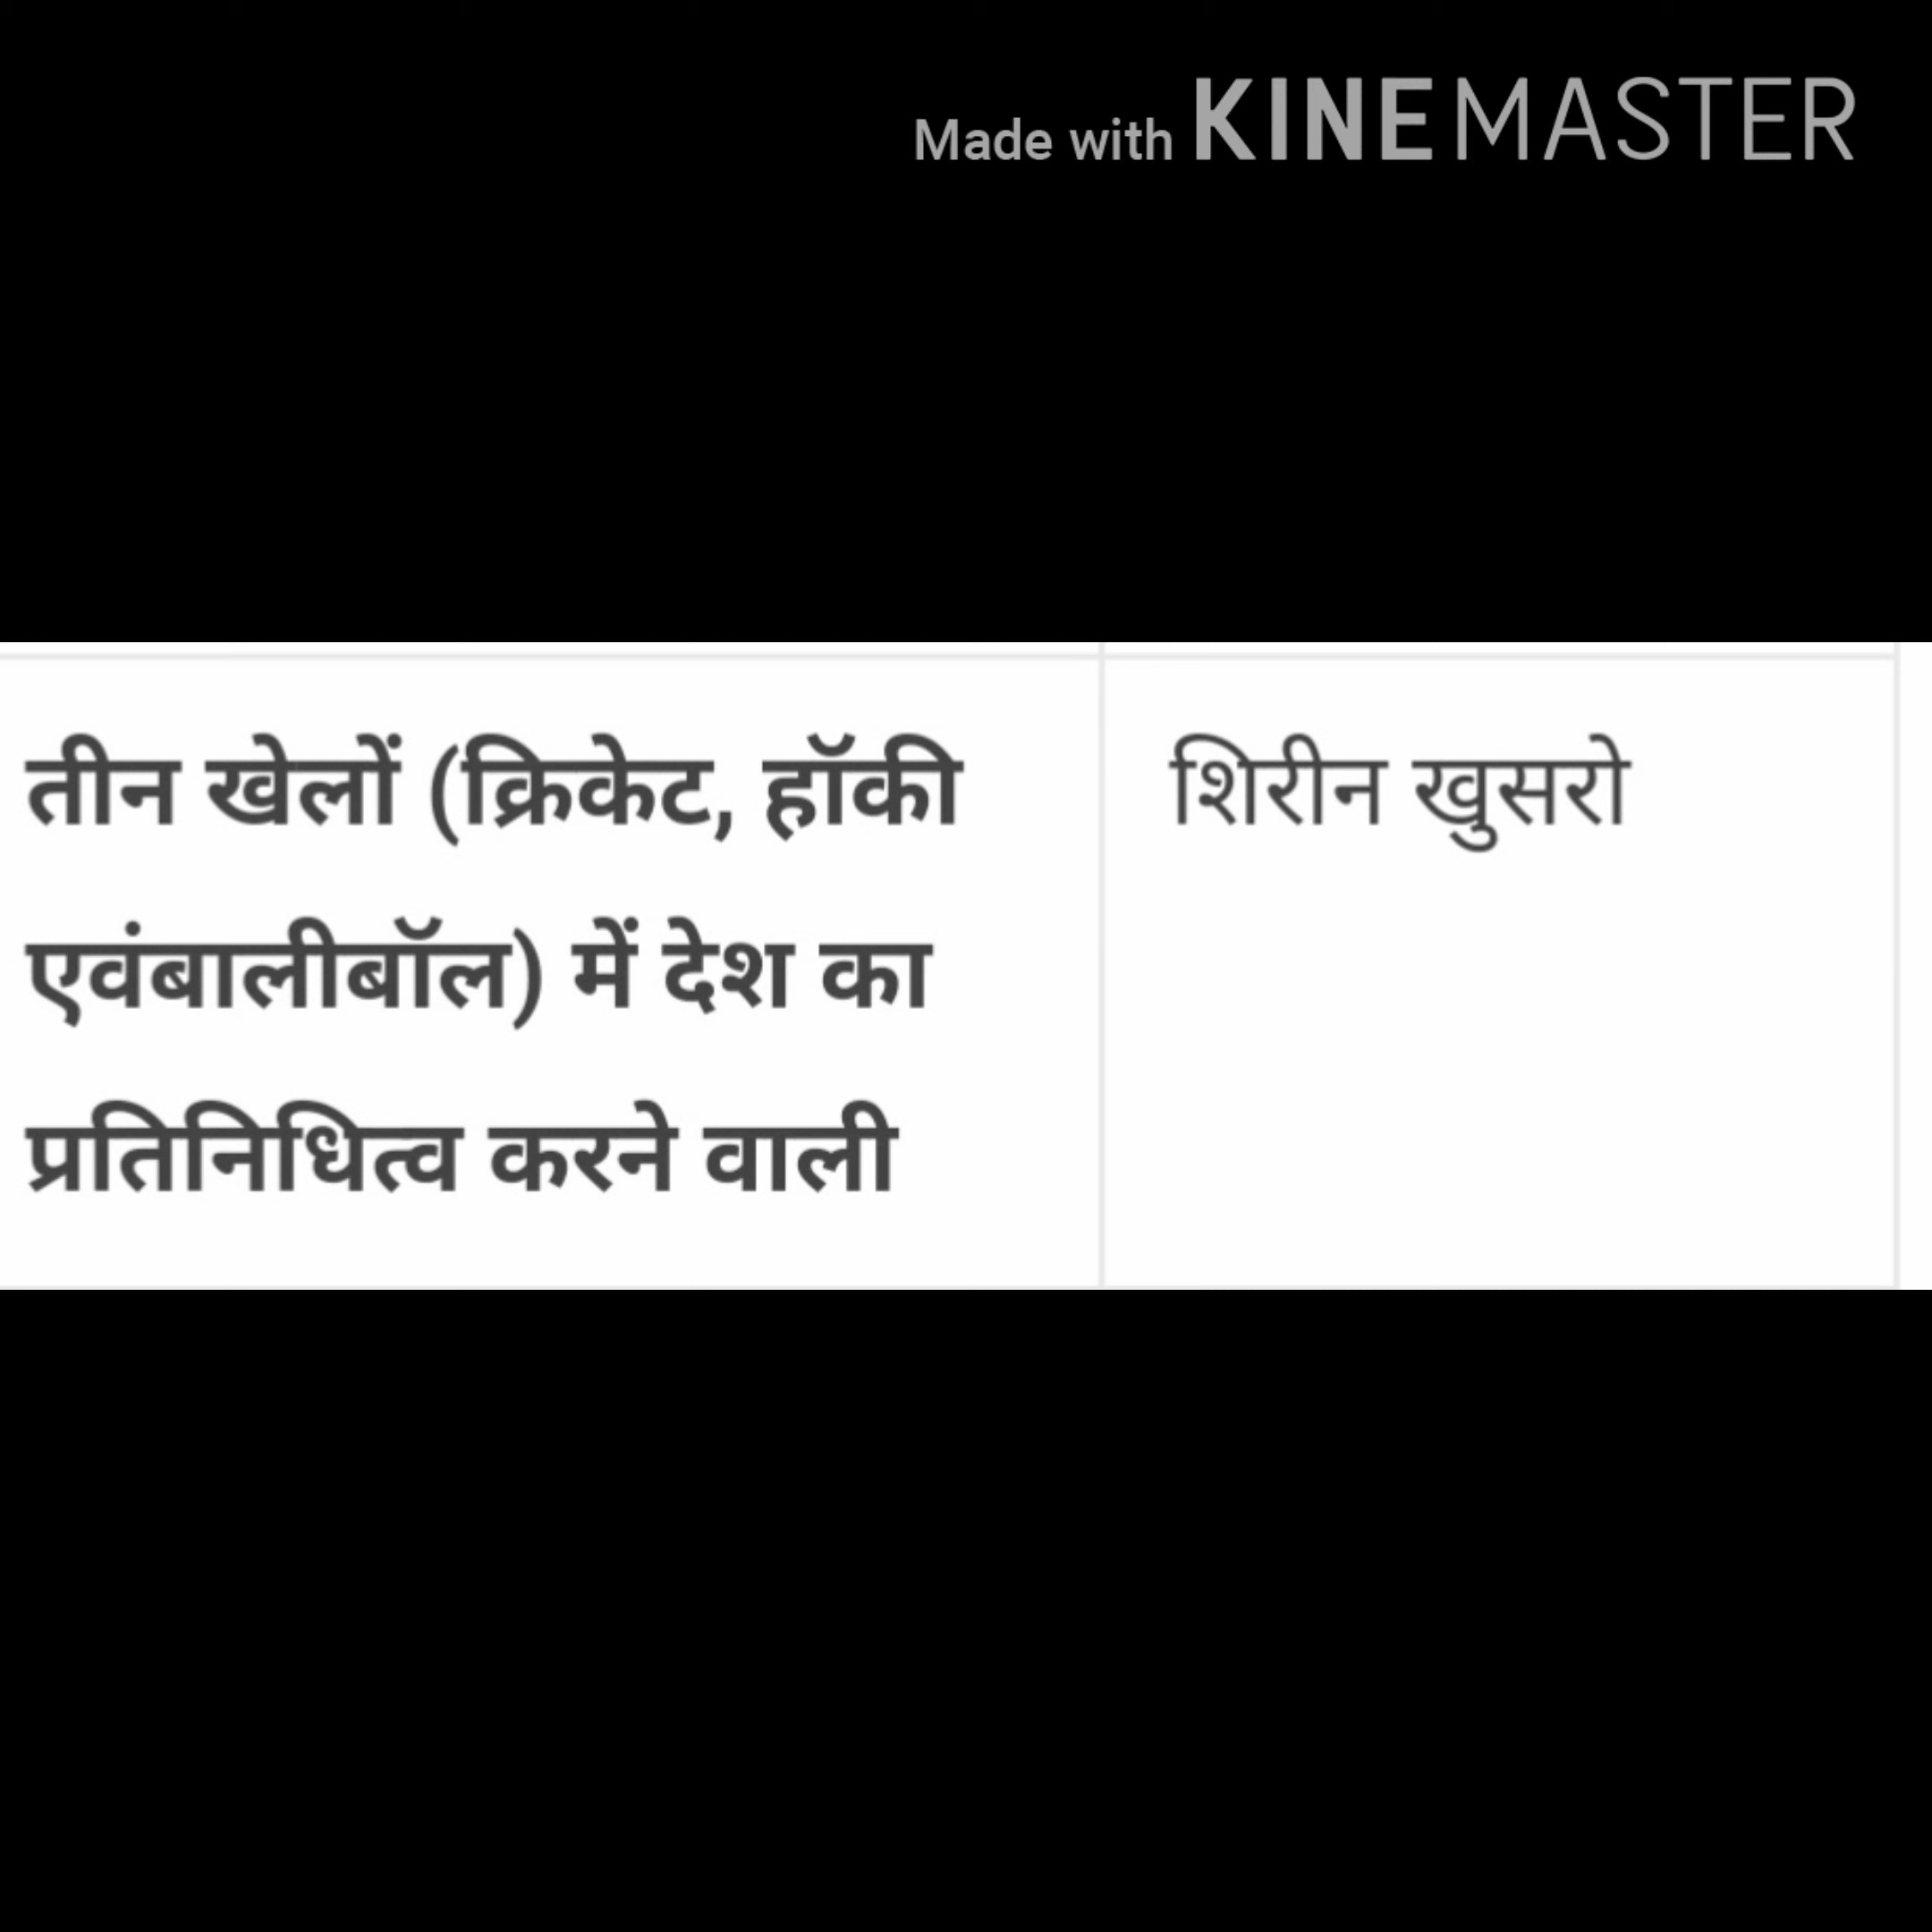 Made with KINEMASTER
तीन खेलों (क्रिकेट, हॉकी
एवंबालीबॉल) में देश का
प्रतिनिधित्व करने वाली
शिरीन खुसरो